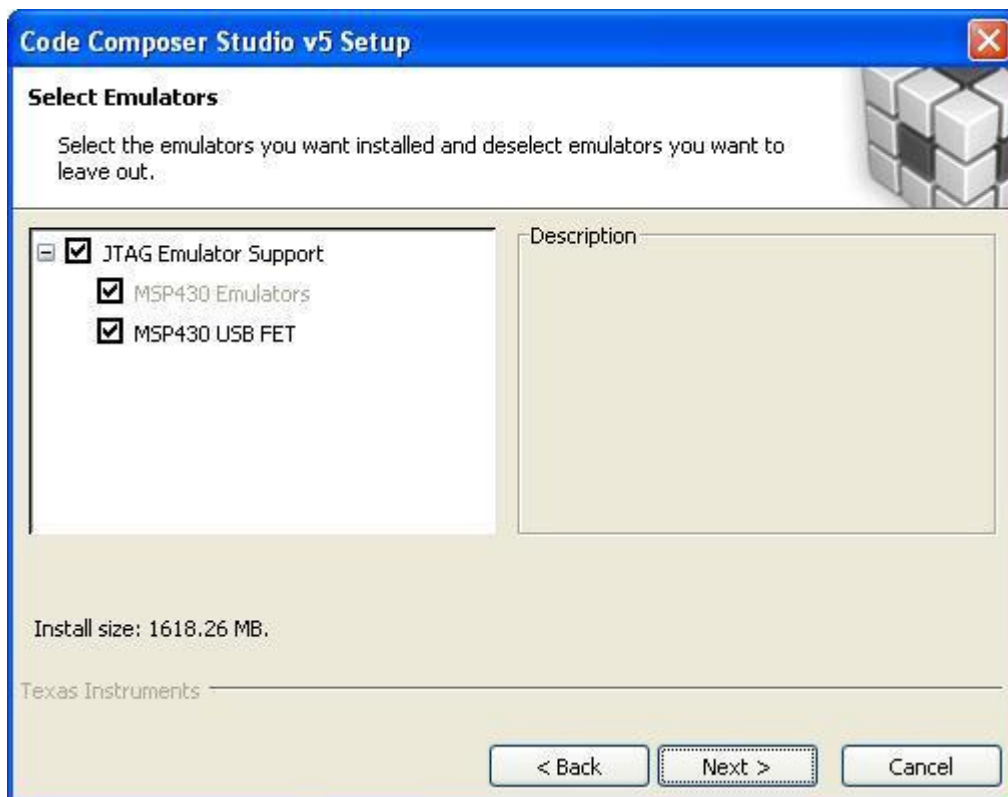 Code Composer Studio v5 Setup
Select Emulators
Select the emulators you want installed and deselect emulators you want to
leave out.
JTAG Emulator Support
MSP430 Emulators
MSP430 USB FET
Description
Install size: 1618.26 MB.
Texas Instruments
< Back
Next >
Cancel